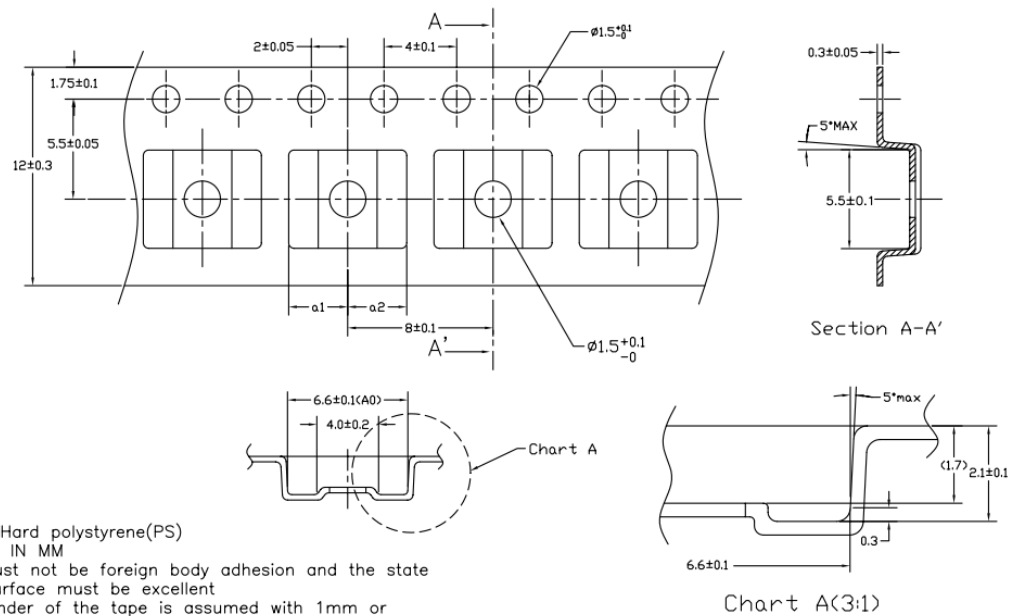 A
2±0.05
4±0.1
ø1.5+0.1 -0
1.75±0.1
5.5±0.05
12±0.3
a1
a2
8±0.1
A'
ø1.5+0.1 -0
0.3±0.05
5°MAX
5.5±0.1
Section A-A'
6.6±0.1(A0)
4.0±0.2
Chart A
5°max
(1.7)
2.1±0.1
0.3
6.6±0.1
Chart A(3:1)
Hard polystyrene(PS)
IN MM
ust not be foreign body adhesion and the state
urface must be excellent
nder of the tape is assumed with 1mm or